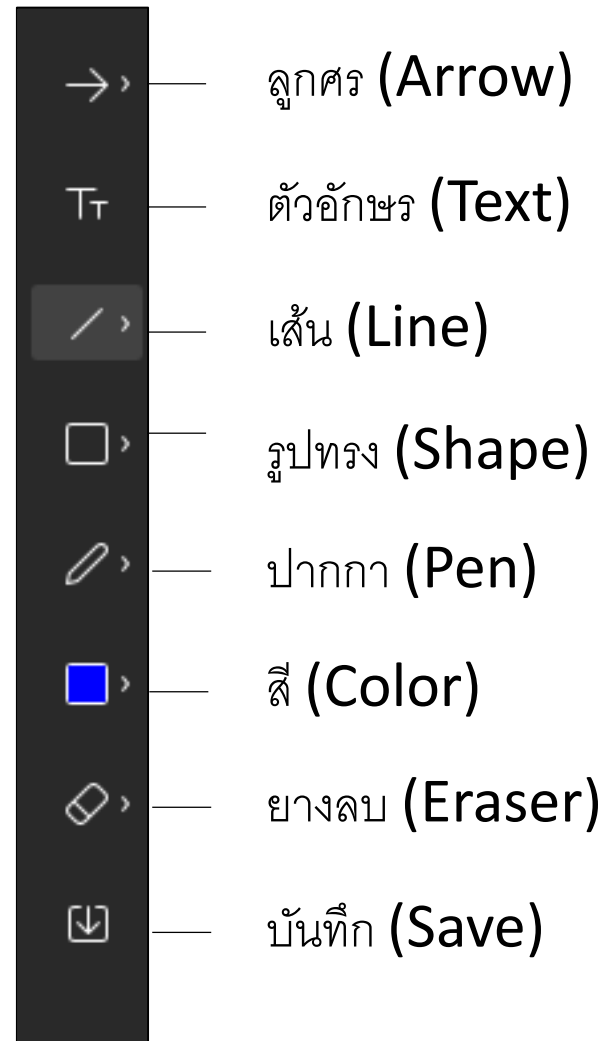 ลูกศร (Arrow)
ตัวอักษร (Text)
เส้น (Line)
รูปทรง (Shape)
ปากกา (Pen)
สี (Color)
ยางลบ (Eraser)
บันทึก (Save)